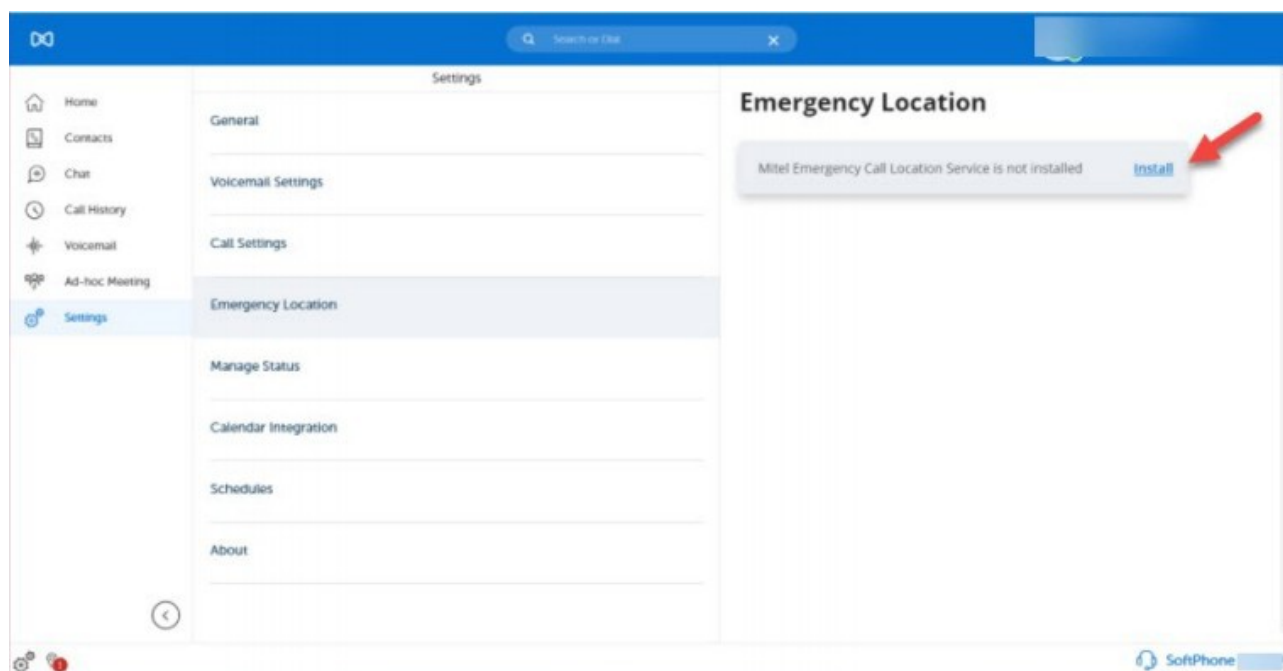 Search or Dial
Settings
Home
Contacts
Chat
Call History
Voicemail
Ad-hoc Meeting
Settings
General
Voicemail Settings
Call Settings
Emergency Location
Manage Status
Calendar Integration
Schedules
About
Emergency Location
Mitel Emergency Call Location Service is not installed Install
1
SoftPhone